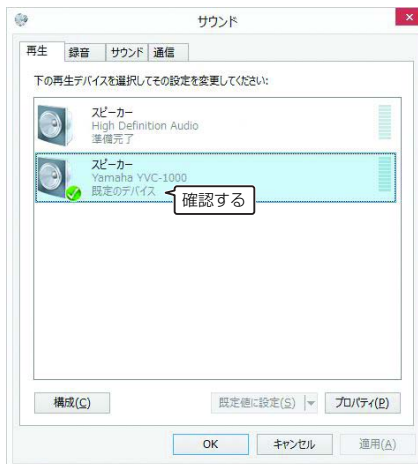 サウンド
再生 録音 サウンド 通信
下の再生デバイスを選択してその設定を変更してください:
スピーカー
High Definition Audio
準備完了
スピーカー
Yamaha YVC-1000
既定のデバイス
確認する
構成(C) 既定値に設定(S) プロパティ(P)
OK キャンセル 適用(A)